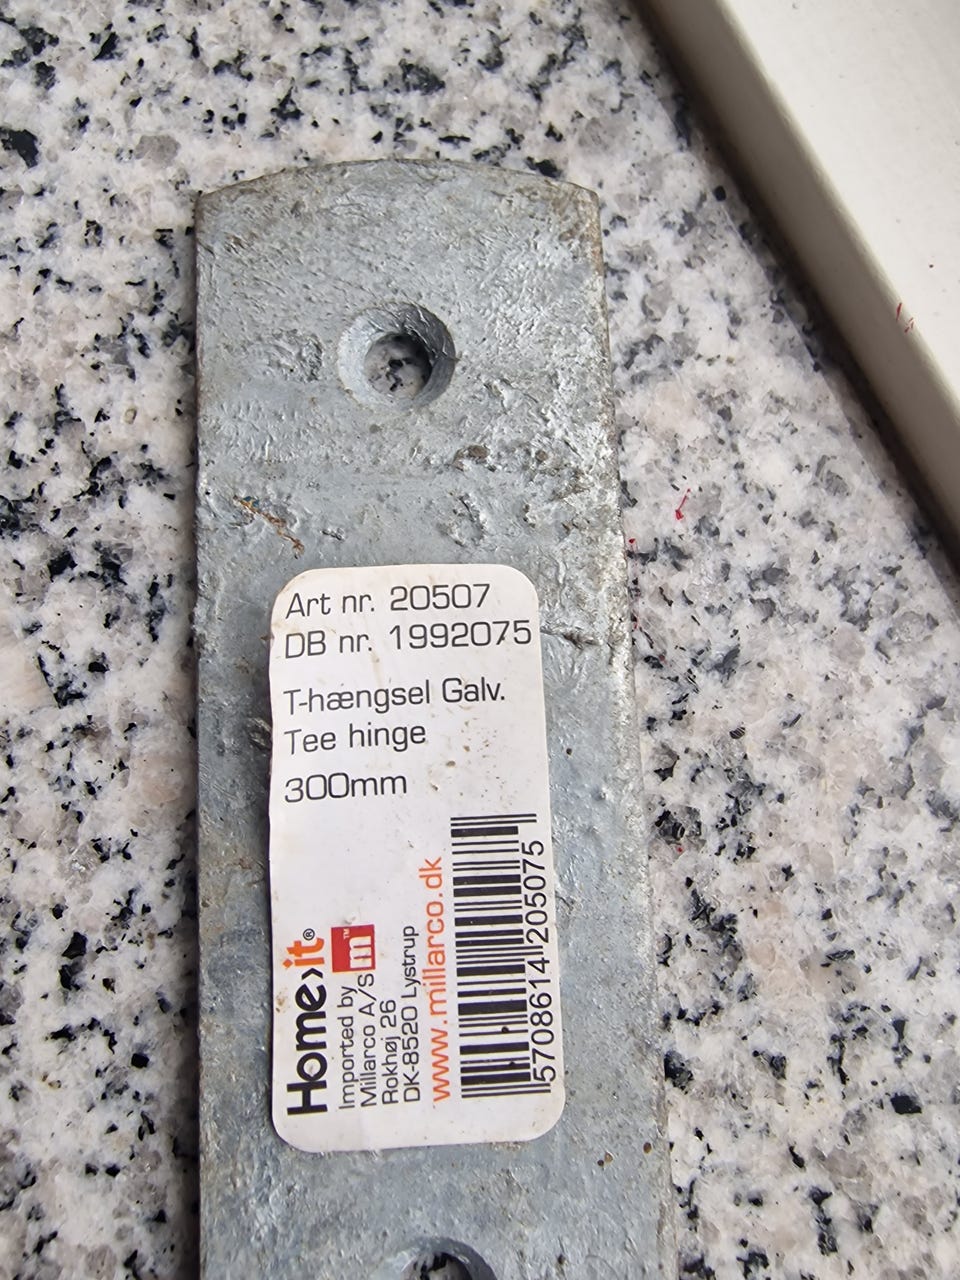 Art nr. 20507
DB nr. 1992075
T-hængsel Galv.
Tee hinge
300mm
Home›it®
Imported by
Millarco A/S
m™
Rokhøj 26
DK-8520 Lystrup
www.millarco.dk
5708614205075